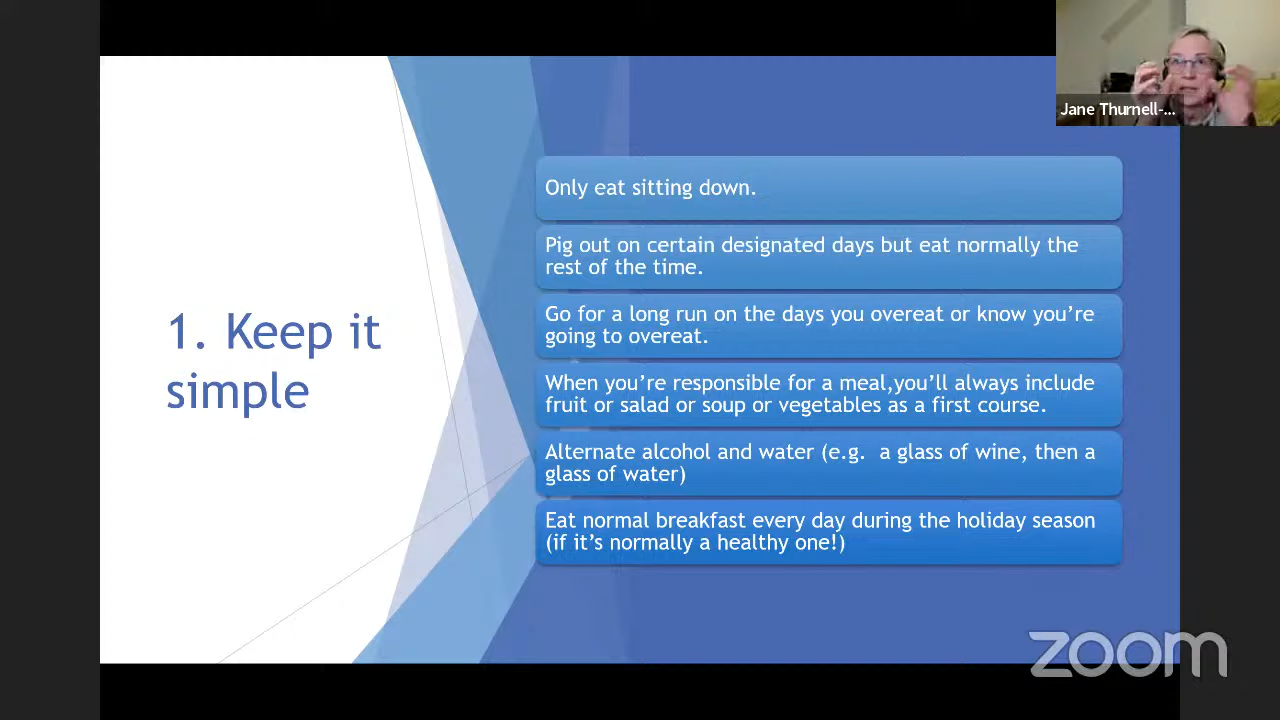 Jane Thurnell-...
Only eat sitting down.
Pig out on certain designated days but eat normally the
rest of the time.
1. Keep it
simple
Go for a long run on the days you overeat or know you’re
going to overeat.
When you’re responsible for a meal,you’ll always include
fruit or salad or soup or vegetables as a first course.
Alternate alcohol and water (e.g.  a glass of wine, then a
glass of water)
Eat normal breakfast every day during the holiday season
(if it’s normally a healthy one!)
zoom